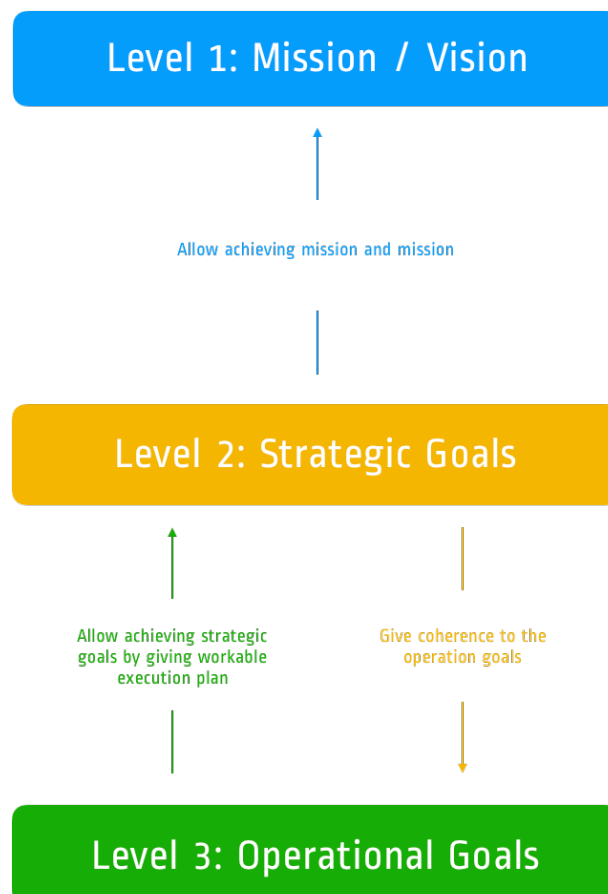 Level 1: Mission / Vision
Allow achieving mission and mission
Level 2: Strategic Goals
Allow achieving strategic
goals by giving workable
execution plan
Give coherence to the
operation goals
Level 3: Operational Goals